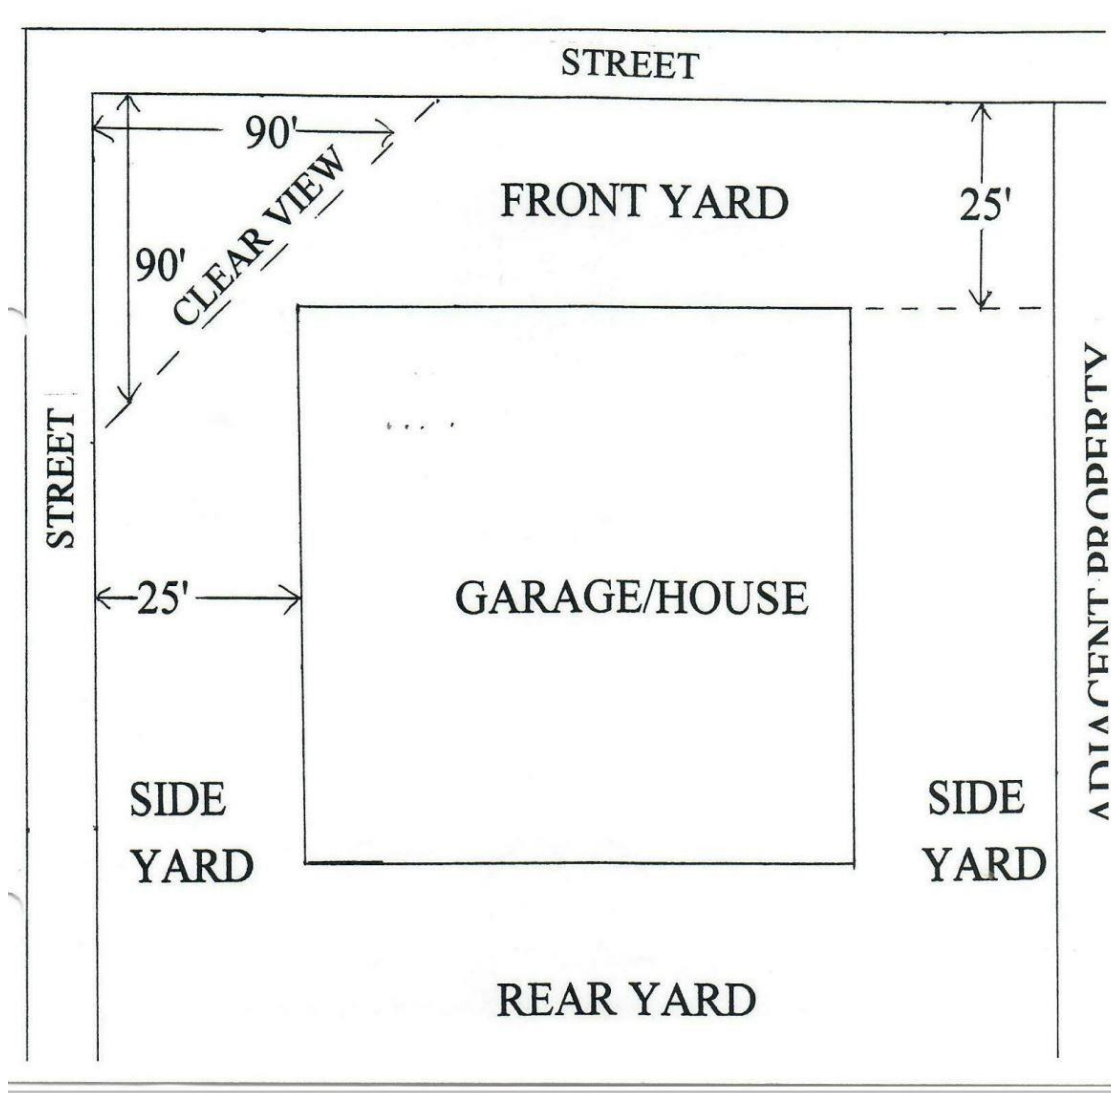 STREET
90'
CLEAR VIEW
90'
FRONT YARD
25'
STREET
ADJACENT PROPERTY
25'
GARAGE/HOUSE
SIDE
YARD
SIDE
YARD
REAR YARD